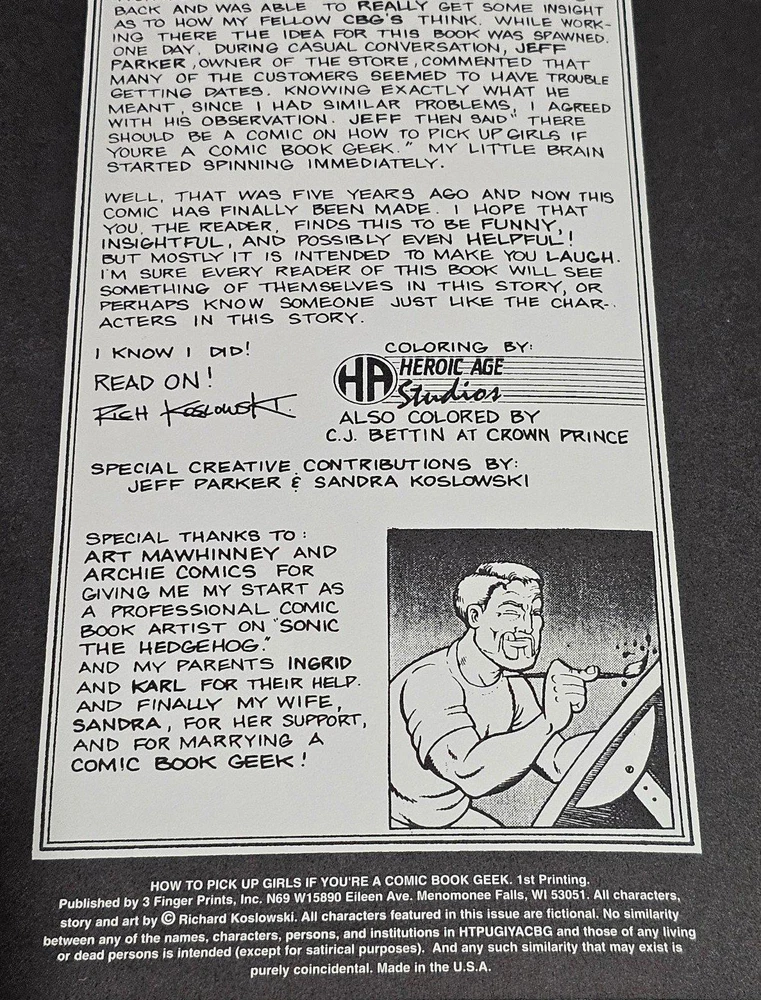 BACK AND WAS ABLE TO REALLY GET SOME INSIGHT
AS TO HOW MY FELLOW CBG'S THINK. WHILE WORK-
ING THERE THE IDEA FOR THIS BOOK WAS SPAWNED.
ONE DAY, DURING CASUAL CONVERSATION, JEFF
PARKER, OWNER OF THE STORE, COMMENTED THAT
MANY OF THE CUSTOMERS SEEMED TO HAVE TROUBLE
GETTING DATES. KNOWING EXACTLY WHAT HE
MEANT, SINCE I HAD SIMILAR PROBLEMS, I AGREED
WITH HIS OBSERVATION. JEFF THEN SAID "THERE
SHOULD BE A COMIC ON HOW TO PICK UP GIRLS IF
YOURE A COMIC BOOK GEEK." MY LITTLE BRAIN
STARTED SPINNING IMMEDIATELY.
WELL, THAT WAS FIVE YEARS AGO AND NOW THIS
COMIC HAS FINALLY BEEN MADE. I HOPE THAT
YOU, THE READER, FINDS THIS TO BE FUNNY,
INSIGHTFUL, AND POSSIBLY EVEN HELPFUL!
BUT MOSTLY IT IS INTENDED TO MAKE YOU LAUGH.
I'M SURE EVERY READER OF THIS BOOK WILL SEE
SOMETHING OF THEMSELVES IN THIS STORY, OR
PERHAPS KNOW SOMEONE JUST LIKE THE CHAR-
ACTERS IN THIS STORY.
I KNOW I DID!
READ ON!
RICH KOSLOWSKI.
COLORING BY:
HA HEROIC AGE
Studios
ALSO COLORED BY
C.J. BETTIN AT CROWN PRINCE
SPECIAL CREATIVE CONTRIBUTIONS BY:
JEFF PARKER & SANDRA KOSLOWSKI
SPECIAL THANKS TO:
ART MAWHINNEY AND
ARCHIE COMICS FOR
GIVING ME MY START AS
A PROFESSIONAL COMIC
BOOK ARTIST ON "SONIC
THE HEDGEHOG."
AND MY PARENTS INGRID
AND KARL FOR THEIR HELP.
AND FINALLY MY WIFE,
SANDRA, FOR HER SUPPORT,
AND FOR MARRYING A
COMIC BOOK GEEK!
HOW TO PICK UP GIRLS IF YOU'RE A COMIC BOOK GEEK. 1st Printing.
Published by 3 Finger Prints, Inc. N69 W15890 Eileen Ave. Menomonee Falls, WI 53051. All characters,
story and art by © Richard Koslowski. All characters featured in this issue are fictional. No similarity
between any of the names, characters, persons, and institutions in HTPUGIYACBG and those of any living
or dead persons is intended (except for satirical purposes). And any such similarity that may exist is
purely coincidental. Made in the U.S.A.